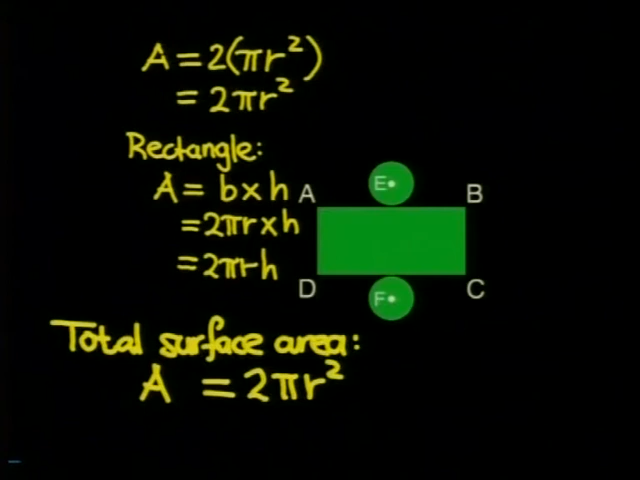 A = 2(πr²)
= 2πr²
Rectangle:
A = b x h
= 2πr x h
= 2πrh
A B
E
D C
F
Total surface area:
A = 2πr²